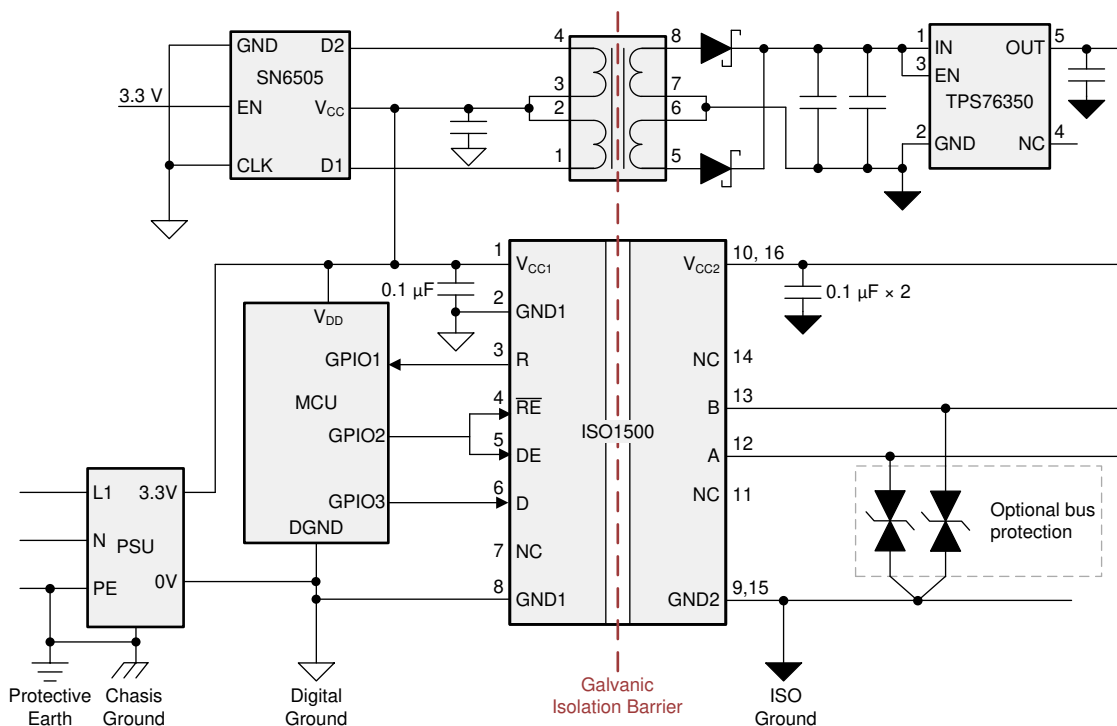 GND
D2
SN6505
3.3 V
EN
VCC
CLK
D1
4
3
2
1
8
7
6
5
1
IN
OUT
5
3
EN
TPS76350
2
GND
NC
4
1
VCC1
0.1 µF
2
GND1
3
R
4
RE
5
DE
6
D
7
NC
8
GND1
ISO1500
VCC2
10, 16
0.1 µF × 2
NC
14
B
13
A
12
NC
11
GND2
9,15
VDD
GPIO1
MCU
GPIO2
GPIO3
DGND
L1
3.3V
N
PSU
PE
0V
Optional bus
protection
Protective
Earth
Chasis
Ground
Digital
Ground
Galvanic
Isolation Barrier
ISO
Ground